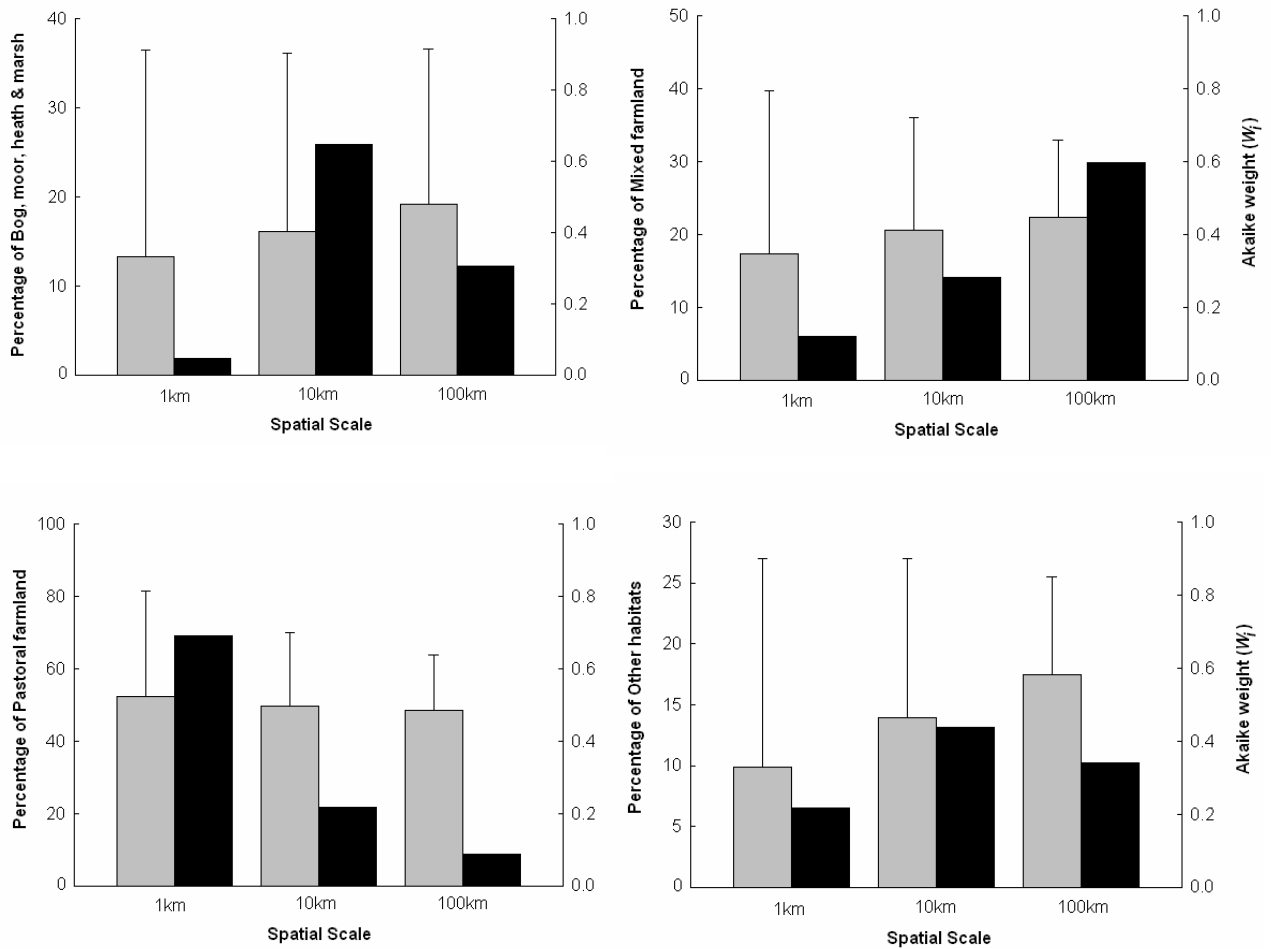 Percentage of Bog, moor, heath & marsh
40
30
20
10
0
1.0
0.8
0.6
0.4
0.2
0.0
1km
10km
100km
Spatial Scale
Percentage of Mixed farmland
50
40
30
20
10
0
1.0
0.8
0.6
0.4
0.2
0.0
Akaike weight (Wi)
1km
10km
100km
Spatial Scale
Percentage of Pastoral farmland
100
80
60
40
20
0
1.0
0.8
0.6
0.4
0.2
0.0
1km
10km
100km
Spatial Scale
Percentage of Other habitats
30
25
20
15
10
5
0
1.0
0.8
0.6
0.4
0.2
0.0
Akaike weight (Wi)
1km
10km
100km
Spatial Scale